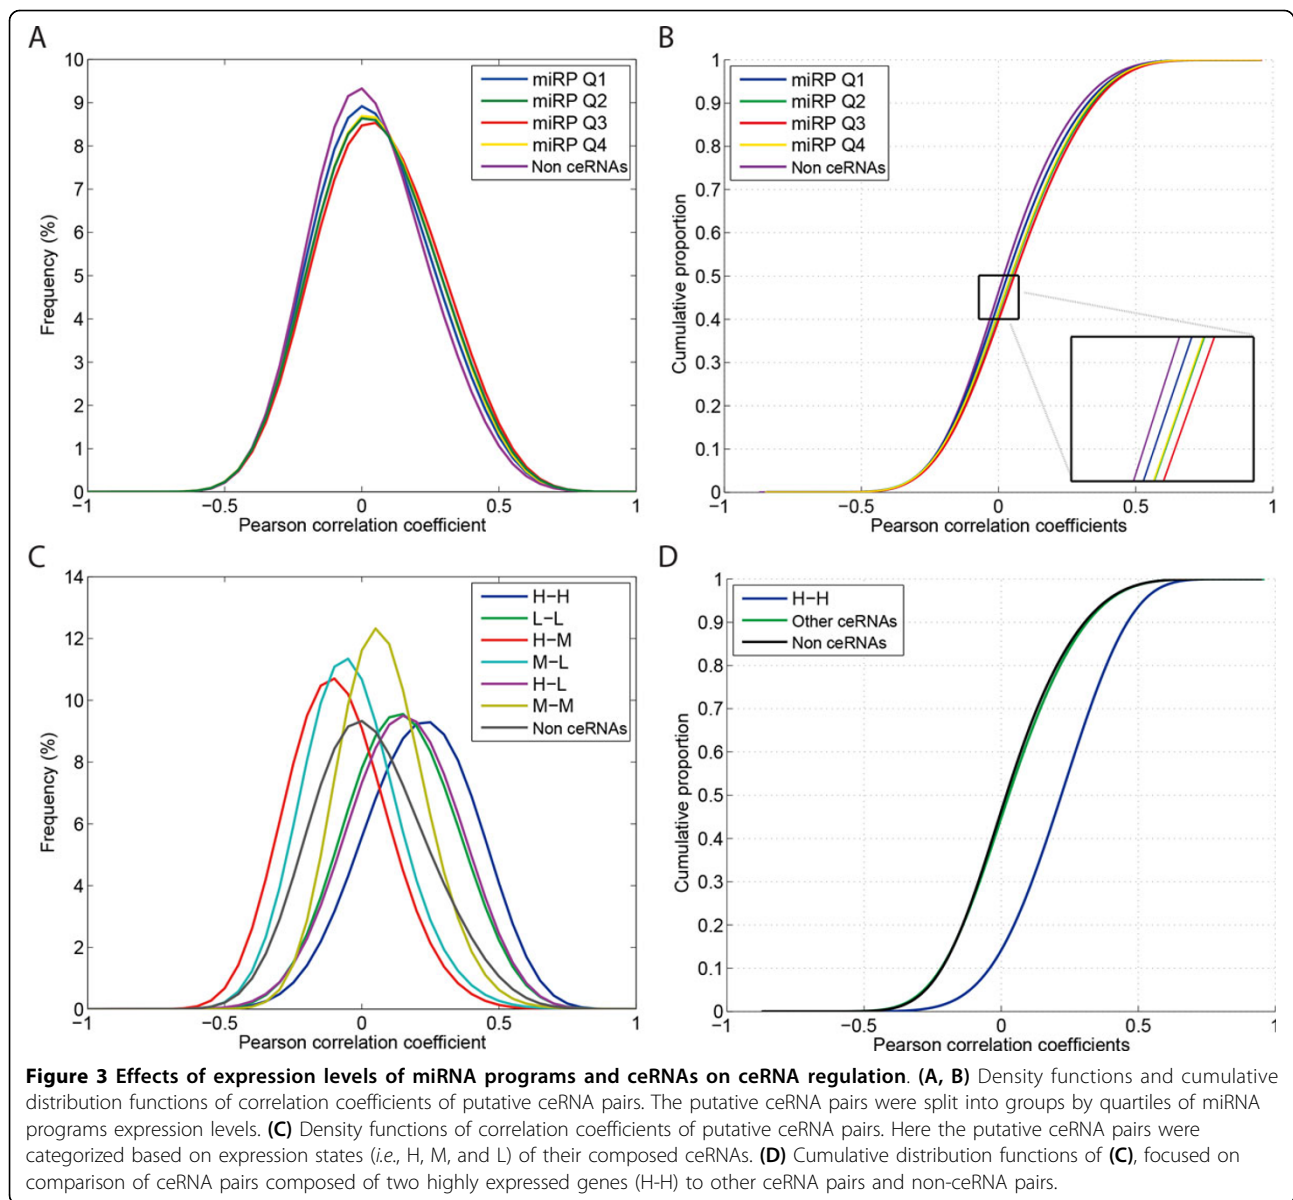 A
10
9
8
7
6
5
4
3
2
1
0
Frequency (%)
−1
−0.5
0
0.5
1
Pearson correlation coefficient
miRP Q1
miRP Q2
miRP Q3
miRP Q4
Non ceRNAs
B
1
0.9
0.8
0.7
0.6
0.5
0.4
0.3
0.2
0.1
0
Cumulative proportion
−1
−0.5
0
0.5
1
Pearson correlation coefficients
miRP Q1
miRP Q2
miRP Q3
miRP Q4
Non ceRNAs
C
14
12
10
8
6
4
2
0
Frequency (%)
−1
−0.5
0
0.5
1
Pearson correlation coefficient
H−H
L−L
H−M
M−L
H−L
M−M
Non ceRNAs
D
1
0.9
0.8
0.7
0.6
0.5
0.4
0.3
0.2
0.1
0
Cumulative proportion
−1
−0.5
0
0.5
1
Pearson correlation coefficients
H−H
Other ceRNAs
Non ceRNAs
Figure 3 Effects of expression levels of miRNA programs and ceRNAs on ceRNA regulation. (A, B) Density functions and cumulative
distribution functions of correlation coefficients of putative ceRNA pairs. The putative ceRNA pairs were split into groups by quartiles of miRNA
programs expression levels. (C) Density functions of correlation coefficients of putative ceRNA pairs. Here the putative ceRNA pairs were
categorized based on expression states (i.e., H, M, and L) of their composed ceRNAs. (D) Cumulative distribution functions of (C), focused on
comparison of ceRNA pairs composed of two highly expressed genes (H-H) to other ceRNA pairs and non-ceRNA pairs.